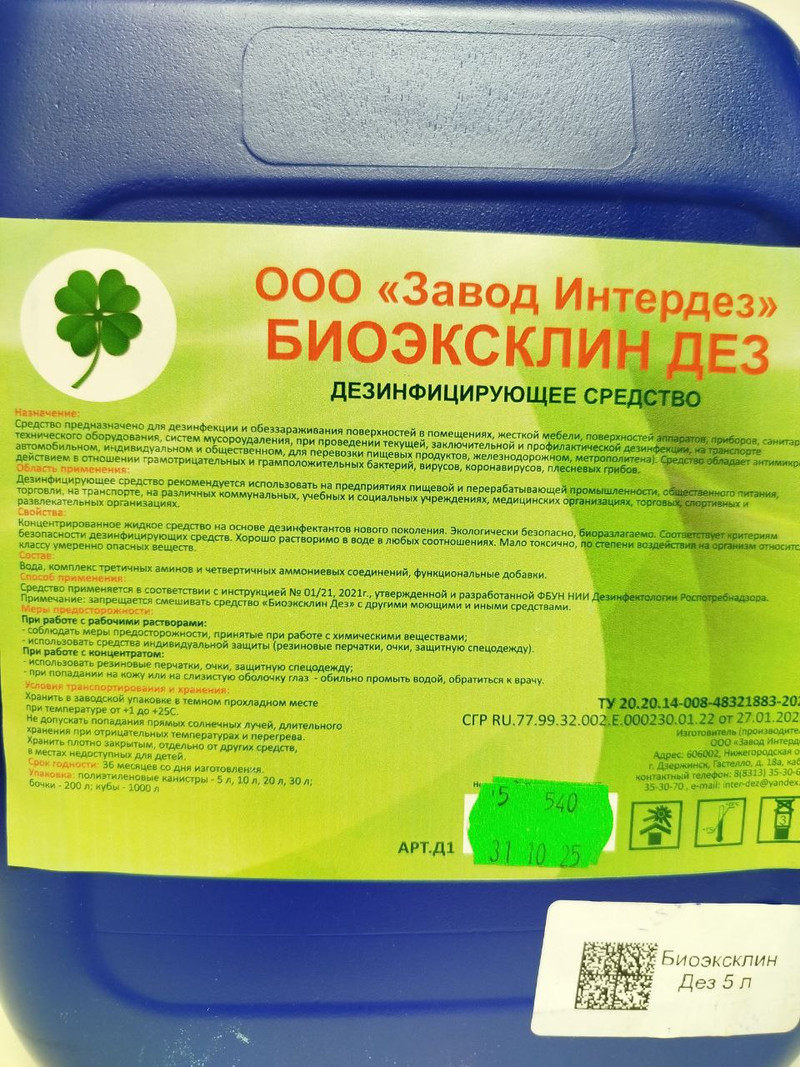 ООО «Завод Интердез»
БИОЭКСКЛИН ДЕЗ
ДЕЗИНФИЦИРУЮЩЕЕ СРЕДСТВО
Назначение:
Средство предназначено для дезинфекции и обеззараживания поверхностей в помещениях, жесткой мебели, поверхностей аппаратов, приборов, санитар
технического оборудования, систем мусороудаления, при проведении текущей, заключительной и профилактической дезинфекции, на транспорте
автомобильном, индивидуальном и общественном, для перевозки пищевых продуктов, железнодорожном, метрополитена). Средство обладает антимикр
действием в отношении грамотрицательных и грамположительных бактерий, вирусов, коронавирусов, плесневых грибов.
Область применения:
Дезинфицирующее средство рекомендуется использовать на предприятиях пищевой и перерабатывающей промышленности, общественного питания,
торговли, на транспорте, на различных коммунальных, учебных и социальных учреждениях, медицинских организациях, торговых, спортивных и
развлекательных организациях.
Свойства:
Концентрированное жидкое средство на основе дезинфектантов нового поколения. Экологически безопасно, биоразлагаемо. Соответствует критериям
безопасности дезинфицирующих средств. Хорошо растворимо в воде в любых соотношениях. Мало токсично, по степени воздействия на организм относитс
классу умеренно опасных веществ.
Состав:
Вода, комплекс третичных аминов и четвертичных аммониевых соединений, функциональные добавки.
Способ применения:
Средство применяется в соответствии с инструкцией № 01/21, 2021г., утвержденной и разработанной ФБУН НИИ Дезинфектологии Роспотребнадзора.
Примечание: запрещается смешивать средство «Биоэксклин Дез» с другими моющими и иными средствами.
Меры предосторожности:
При работе с рабочими растворами:
- соблюдать меры предосторожности, принятые при работе с химическими веществами;
- использовать средства индивидуальной защиты (резиновые перчатки, очки, защитную спецодежду).
При работе с концентратом:
- использовать резиновые перчатки, очки, защитную спецодежду;
- при попадании на кожу или на слизистую оболочку глаз - обильно промыть водой, обратиться к врачу.
Условия транспортирования и хранения:
Хранить в заводской упаковке в темном прохладном месте
при температуре от +1 до +25С.
Не допускать попадания прямых солнечных лучей, длительного
хранения при отрицательных температурах и перегрева.
Хранить плотно закрытым, отдельно от других средств,
в местах недоступных для детей.
Срок годности: 36 месяцев со дня изготовления.
Упаковка: полиэтиленовые канистры - 5 л, 10 л, 20 л, 30 л;
бочки - 200 л; кубы - 1000 л
ТУ 20.20.14-008-48321883-202
СГР RU.77.99.32.002.Е.000230.01.22 от 27.01.202
Изготовитель (производите
ООО «Завод Интерд
Адрес: 606002, Нижегородская о
г. Дзержинск, Гастелло, д. 18а, каб
контактный телефон: 8(8313) 35-30-6
35-30-70, e-mail: inter-dez@yandex.
5 540
31 10 25
АРТ.Д1
3
Биоэксклин
Дез 5 л